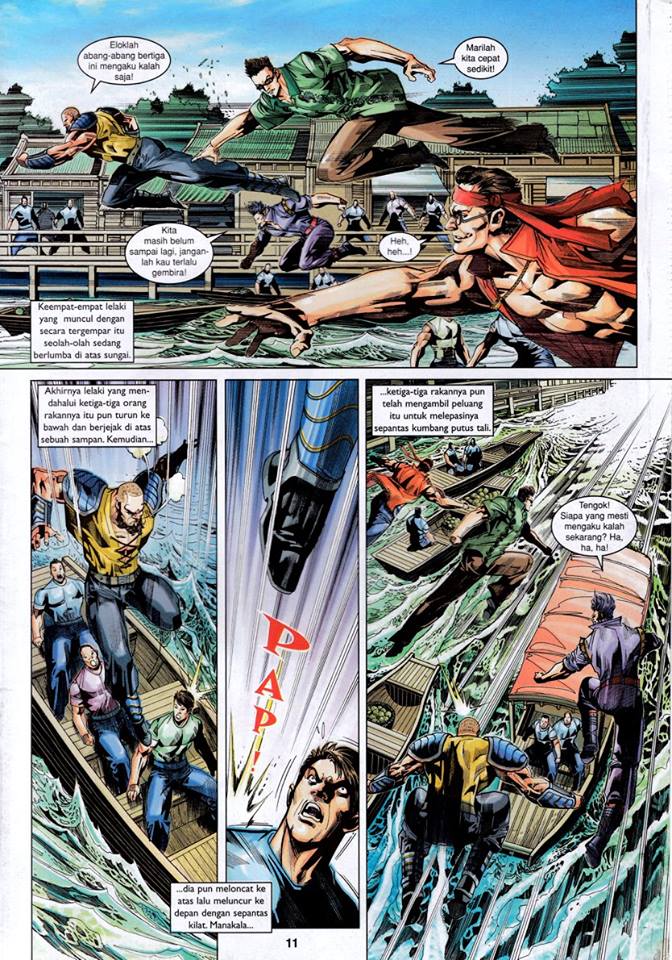 Eloklah
abang-abang bertiga
ini mengaku kalah
saja!
Marilah
kita cepat
sedikit!
Kita
masih belum
sampai lagi, jangan-
lah kau terlalu
gembira!
Heh,
heh...!
Keempat-empat lelaki
yang muncul dengan
secara tergempar itu
seolah-olah sedang
berlumba di atas sungai.
Akhirnya lelaki yang men-
dahalui ketiga-tiga orang
rakannya itu pun turun ke
bawah dan berjejak di atas
sebuah sampan. Kemudian...
PAP!
...dia pun meloncat ke
atas lalu meluncur ke
depan dengan sepantas
kilat. Manakala...
...ketiga-tiga rakannya pun
telah mengambil peluang
itu untuk melepasinya
sepantas kumbang putus tali.
Tengok!
Siapa yang mesti
mengaku kalah
sekarang? Ha,
ha, ha!
11